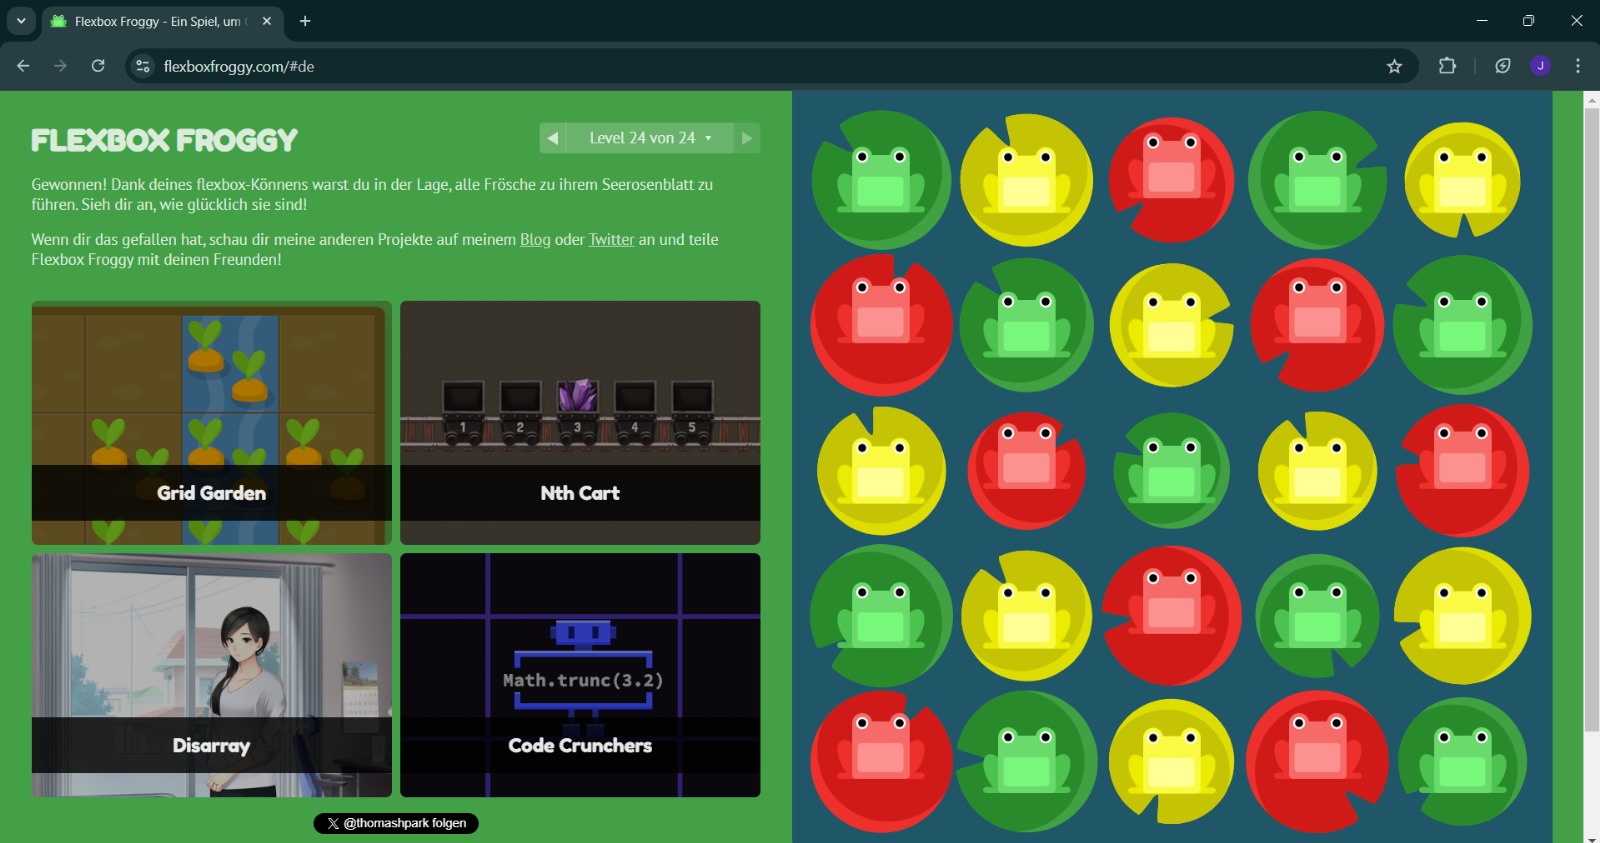 Flexbox Froggy - Ein Spiel, um
flexboxfroggy.com/#de
J
FLEXBOX FROGGY
Level 24 von 24
Gewonnen! Dank deines flexbox-Könnens warst du in der Lage, alle Frösche zu ihrem Seerosenblatt zu
führen. Sieh dir an, wie glücklich sie sind!
Wenn dir das gefallen hat, schau dir meine anderen Projekte auf meinem Blog oder Twitter an und teile
Flexbox Froggy mit deinen Freunden!
1 2 3 4 5
Grid Garden
Nth Cart
Math.trunc(3.2)
Disarray
Code Crunchers
X @thomashpark folgen